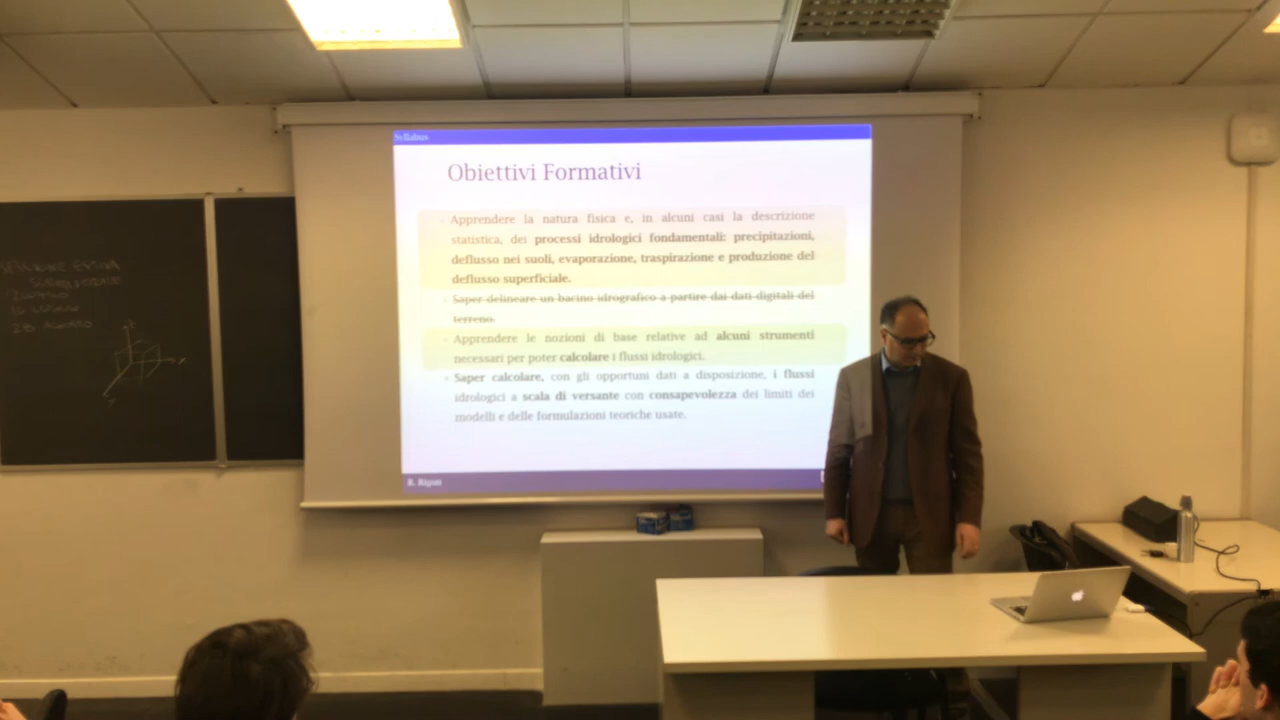 Syllabus
Obiettivi Formativi
Apprendere la natura fisica e, in alcuni casi la descrizione
statistica, dei processi idrologici fondamentali: precipitazioni,
deflusso nei suoli, evaporazione, traspirazione e produzione del
deflusso superficiale.
Saper delineare un bacino idrografico a partire dai dati digitali del
terreno.
Apprendere le nozioni di base relative ad alcuni strumenti
necessari per poter calcolare i flussi idrologici.
Saper calcolare, con gli opportuni dati a disposizione, i flussi
idrologici a scala di versante con consapevolezza dei limiti dei
modelli e delle formulazioni teoriche usate.
R. Rigon